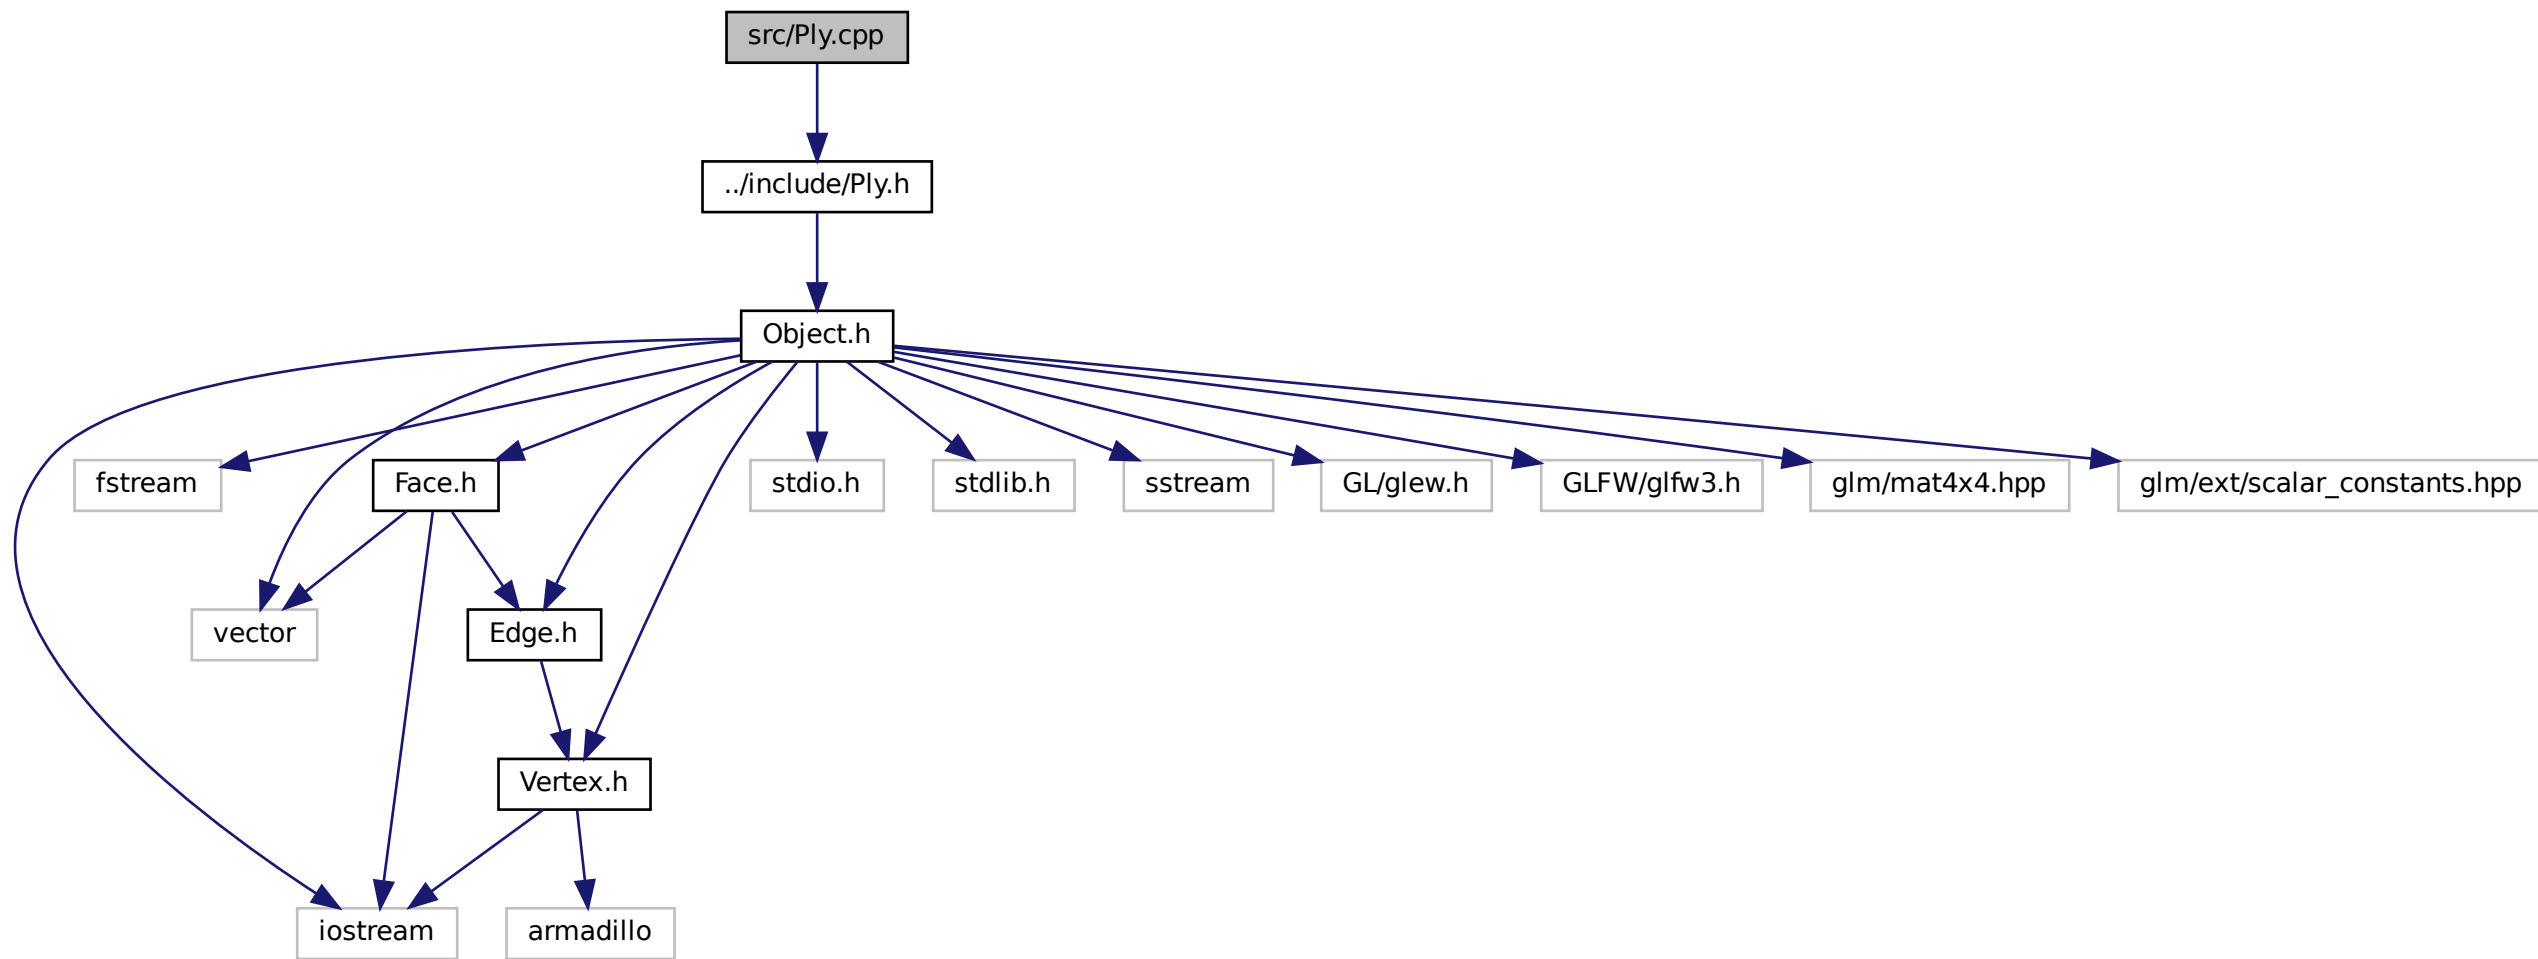 src/Ply.cpp
../include/Ply.h
Object.h
fstream
Face.h
stdio.h
stdlib.h
sstream
GL/glew.h
GLFW/glfw3.h
glm/mat4x4.hpp
glm/ext/scalar_constants.hpp
vector
Edge.h
Vertex.h
iostream
armadillo